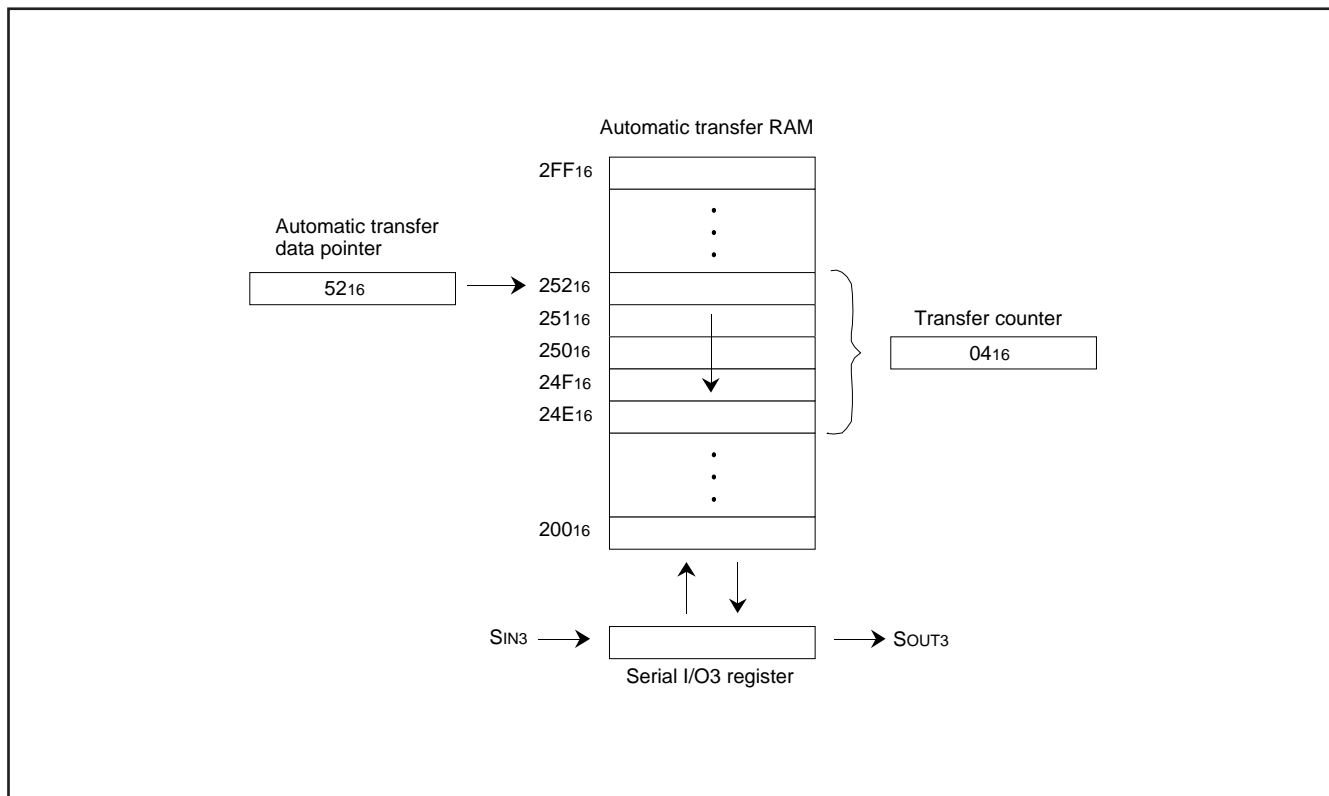 Automatic transfer RAM
2FF16
Automatic transfer
data pointer
5216
25216
25116
25016
24F16
24E16
Transfer counter
0416
20016
SIN3
SOUT3
Serial I/O3 register